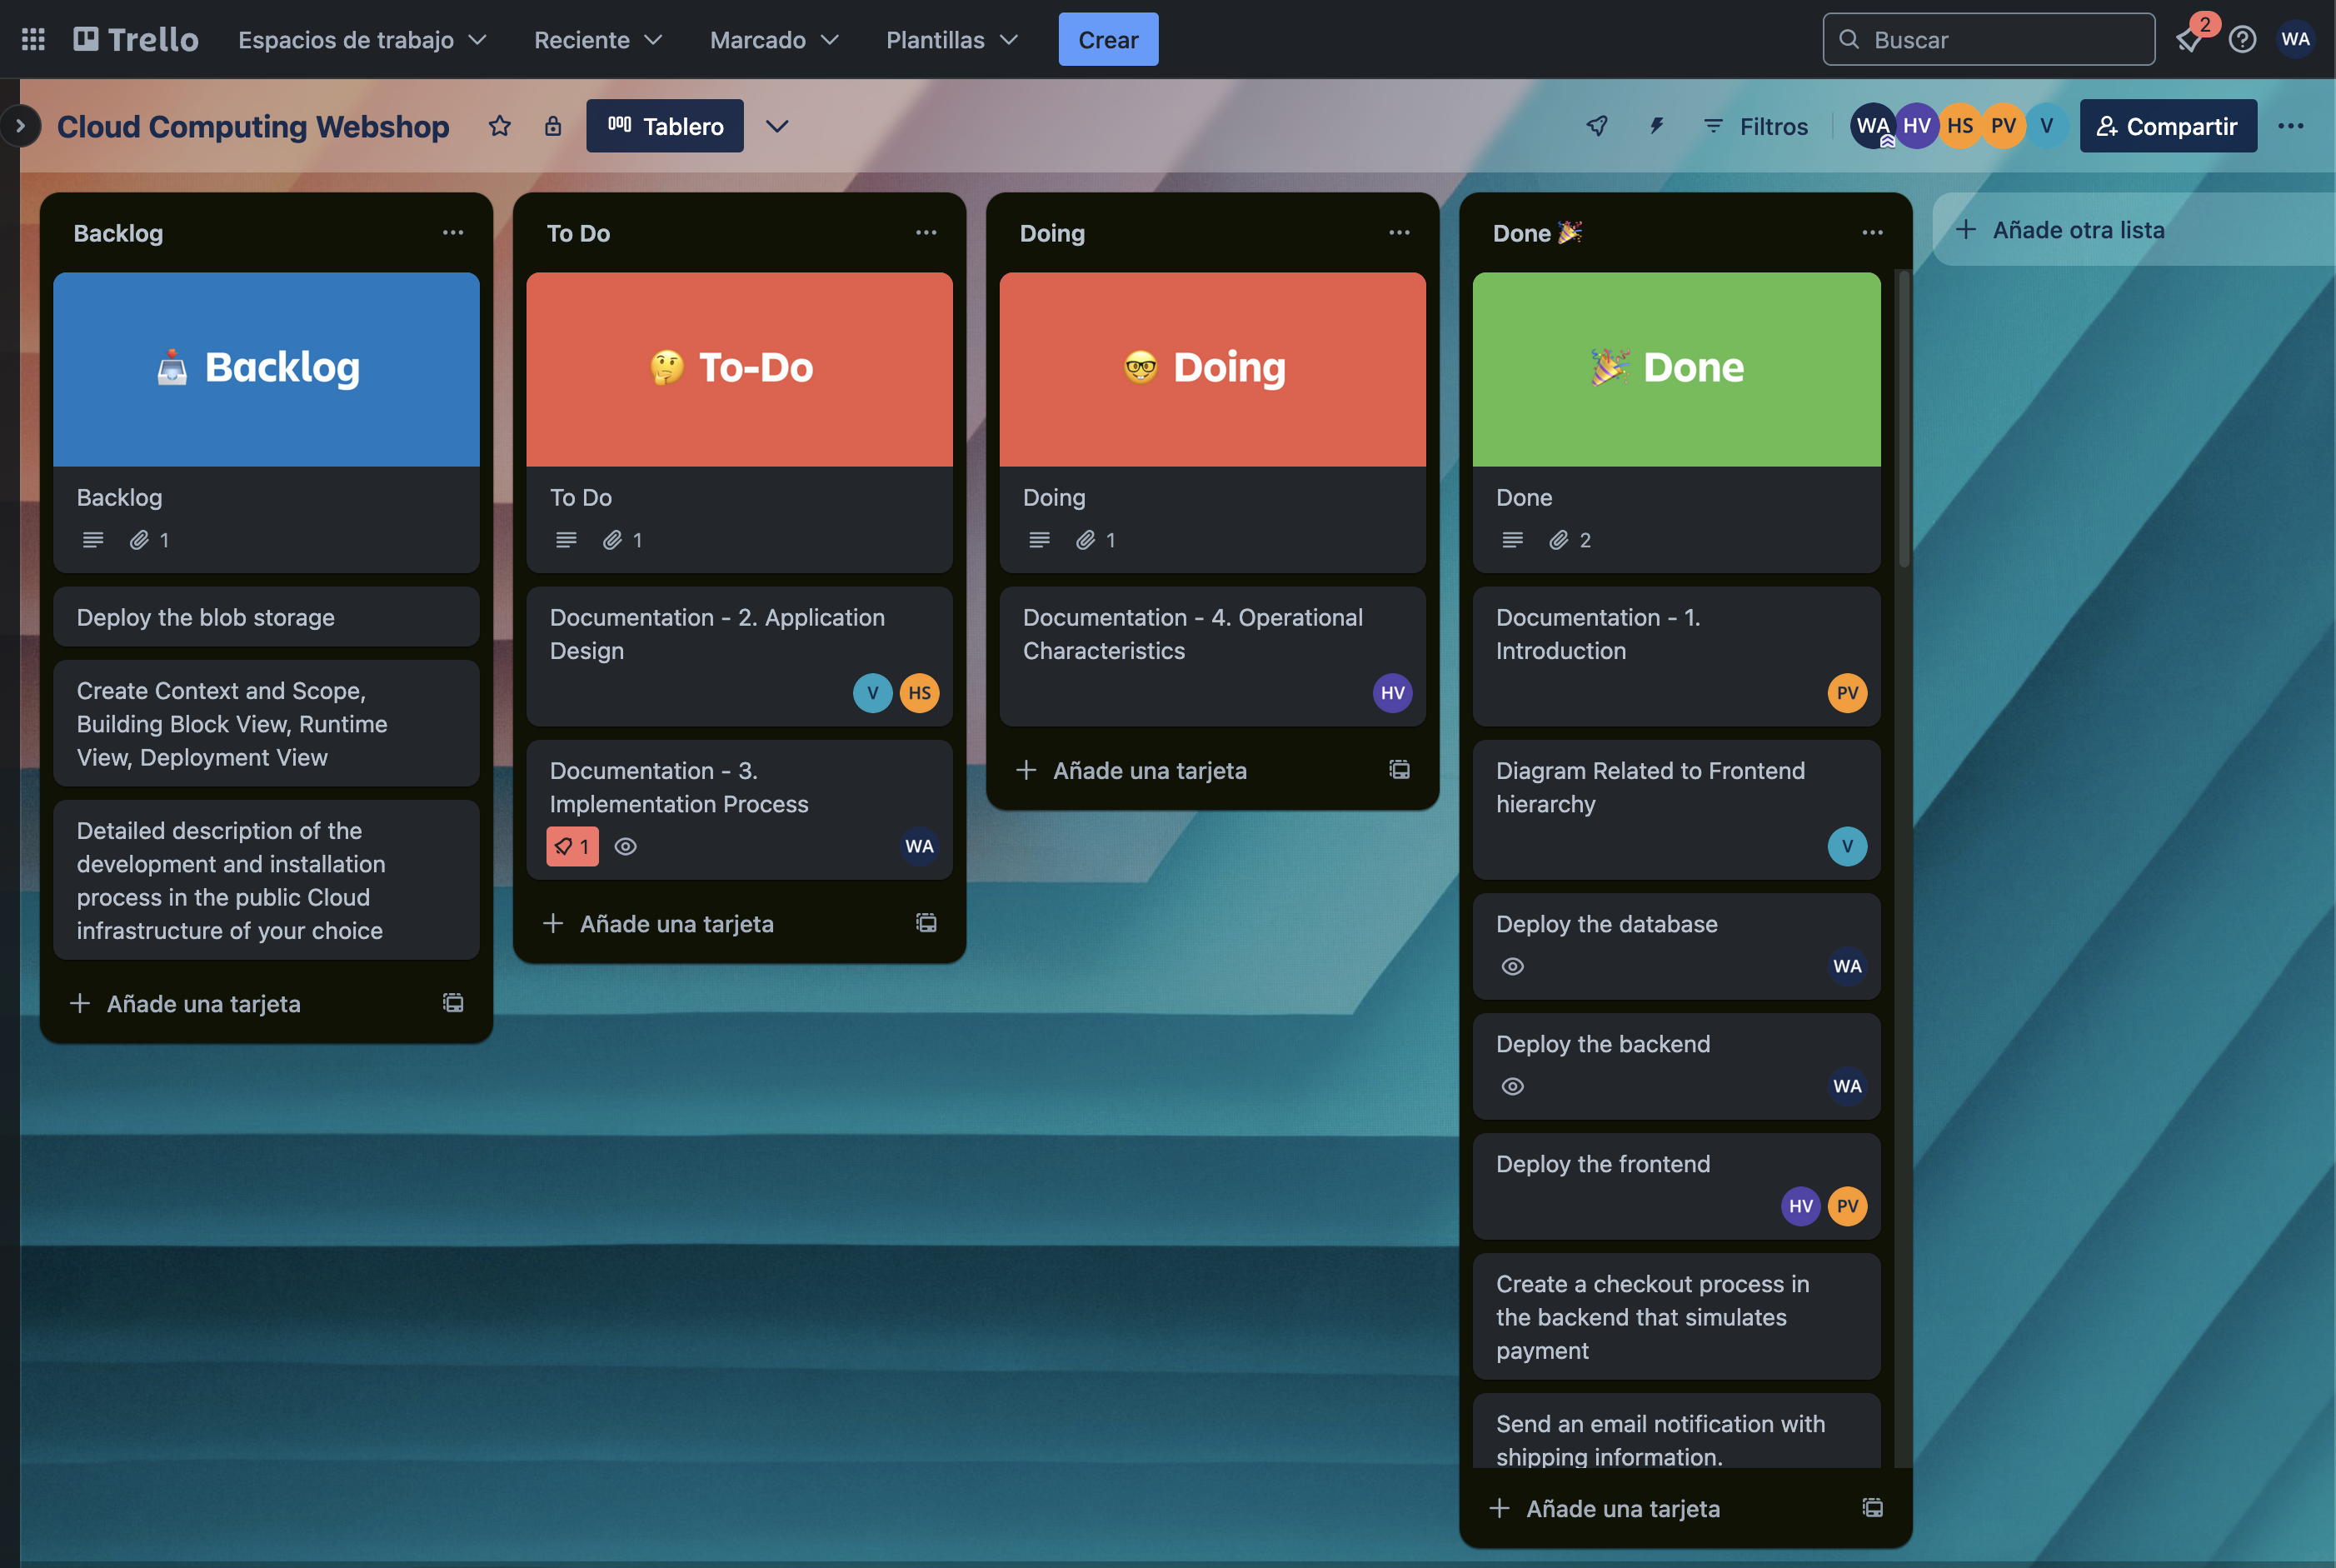 Trello
Espacios de trabajo
Reciente
Marcado
Plantillas
Crear
Buscar
2
WA
Cloud Computing Webshop
Tablero
Filtros
WA
HV
HS
PV
V
Compartir
Backlog
📥 Backlog
Backlog
1
Deploy the blob storage
Create Context and Scope,
Building Block View, Runtime
View, Deployment View
Detailed description of the
development and installation
process in the public Cloud
infrastructure of your choice
Añade una tarjeta
To Do
🤔 To-Do
To Do
1
Documentation - 2. Application
Design
V
HS
Documentation - 3.
Implementation Process
1
WA
Añade una tarjeta
Doing
🤓 Doing
Doing
1
Documentation - 4. Operational
Characteristics
HV
Añade una tarjeta
Done 🎉
🎉 Done
Done
2
Documentation - 1.
Introduction
PV
Diagram Related to Frontend
hierarchy
V
Deploy the database
WA
Deploy the backend
WA
Deploy the frontend
HV
PV
Create a checkout process in
the backend that simulates
payment
Send an email notification with
shipping information.
Añade una tarjeta
Añade otra lista